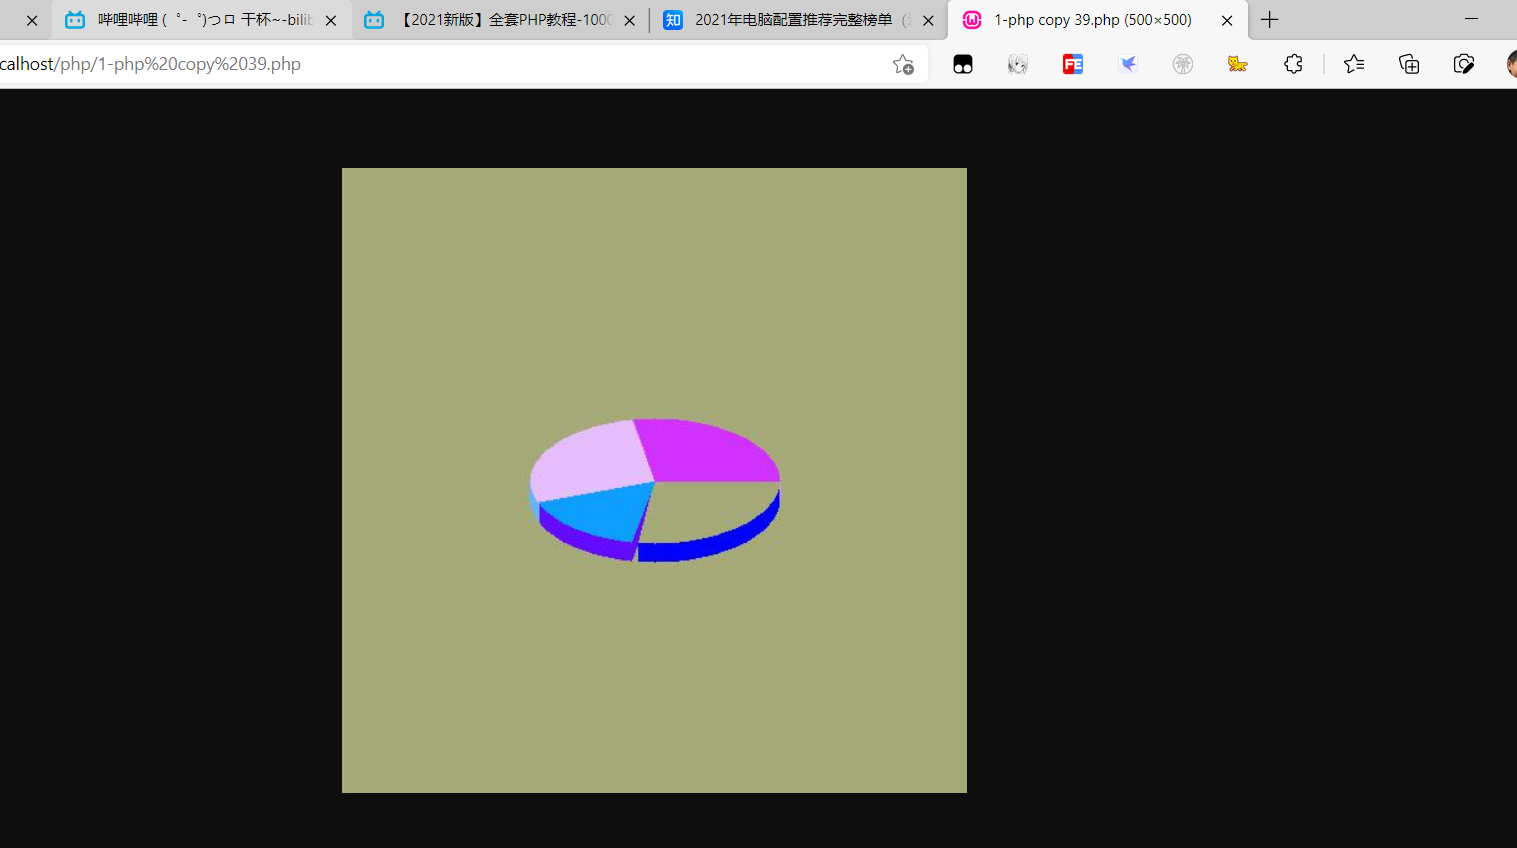 哔哩哔哩 (゜-゜)つロ 干杯~-bilib
【2021新版】全套PHP教程-100
知
2021年电脑配置推荐完整榜单
1-php copy 39.php (500×500)
calhost/php/1-php%20copy%2039.php
FE